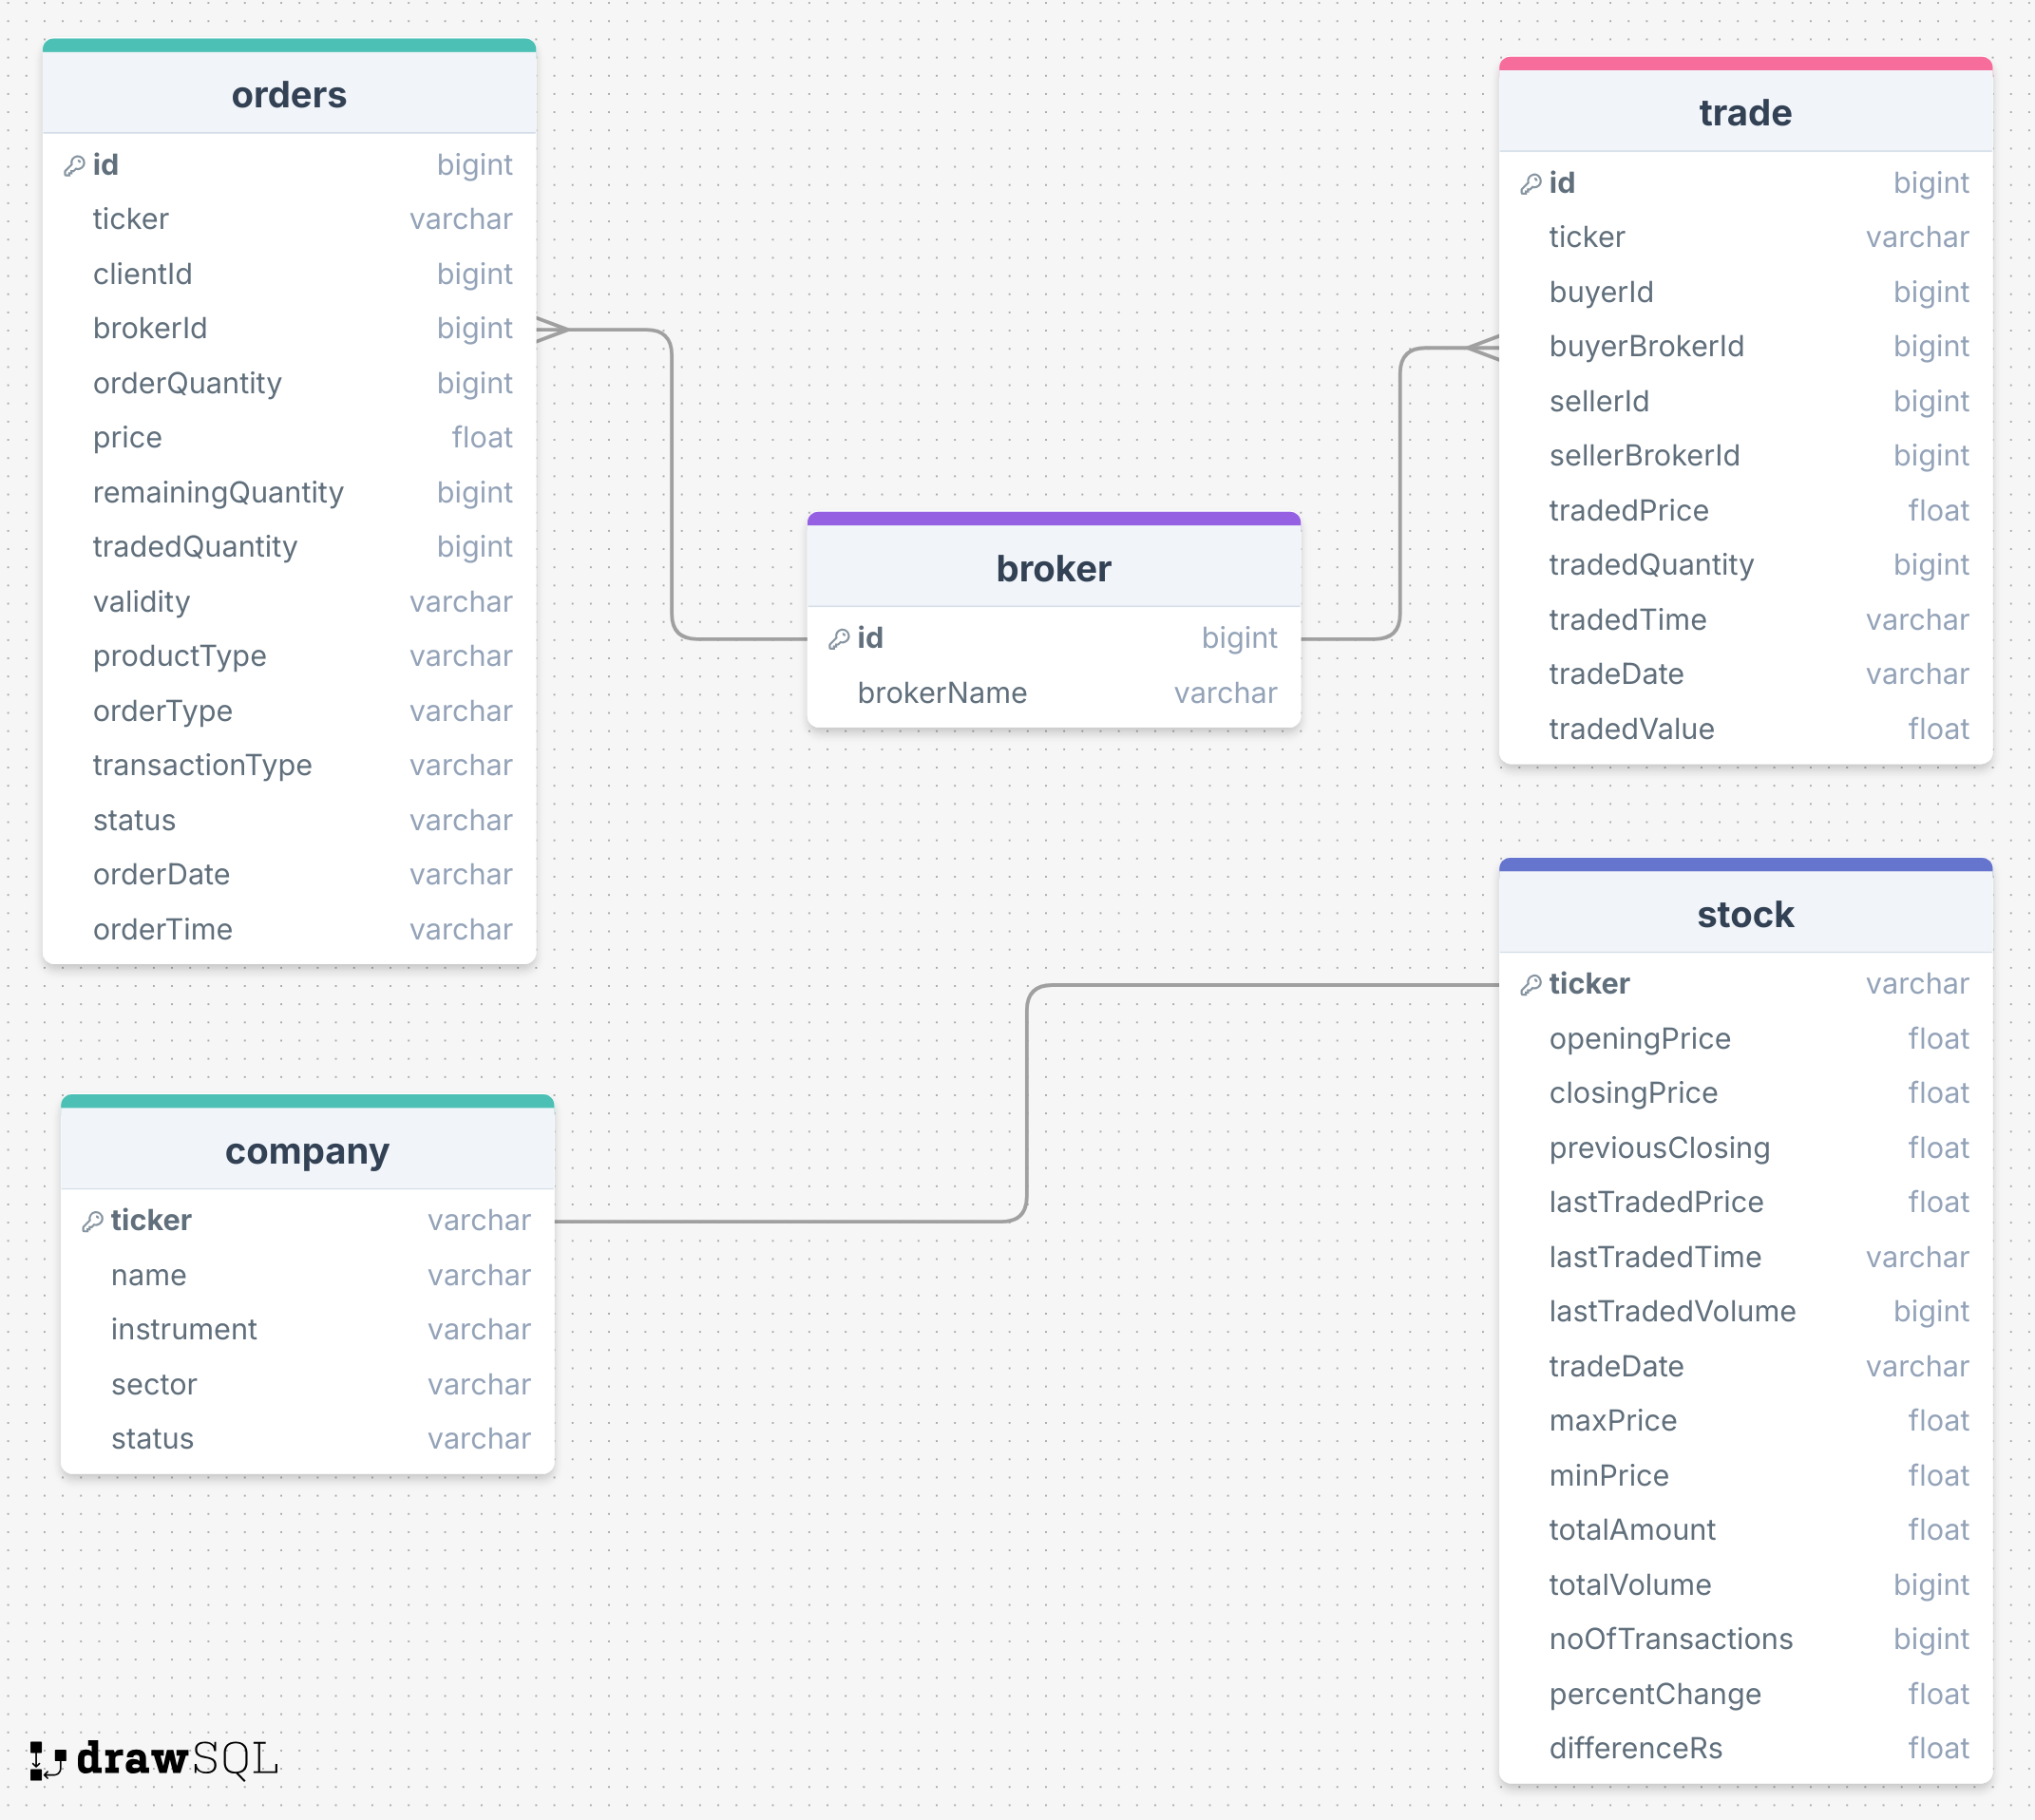 orders
id bigint
ticker varchar
clientId bigint
brokerId bigint
orderQuantity bigint
price float
remainingQuantity bigint
tradedQuantity bigint
validity varchar
productType varchar
orderType varchar
transactionType varchar
status varchar
orderDate varchar
orderTime varchar
broker
id bigint
brokerName varchar
trade
id bigint
ticker varchar
buyerId bigint
buyerBrokerId bigint
sellerId bigint
sellerBrokerId bigint
tradedPrice float
tradedQuantity bigint
tradedTime varchar
tradeDate varchar
tradedValue float
company
ticker varchar
name varchar
instrument varchar
sector varchar
status varchar
stock
ticker varchar
openingPrice float
closingPrice float
previousClosing float
lastTradedPrice float
lastTradedTime varchar
lastTradedVolume bigint
tradeDate varchar
maxPrice float
minPrice float
totalAmount float
totalVolume bigint
noOfTransactions bigint
percentChange float
differenceRs float
drawSQL